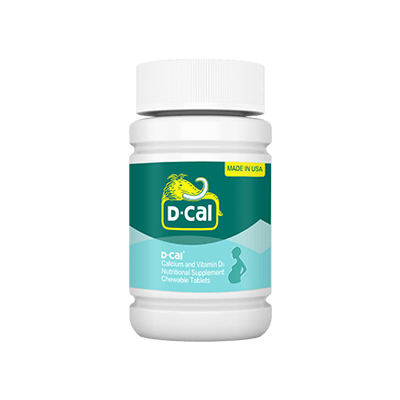 MADE IN USA
D·Cal
D·Cal®
Calcium and Vitamin D₃
Nutritional Supplement
Chewable Tablets